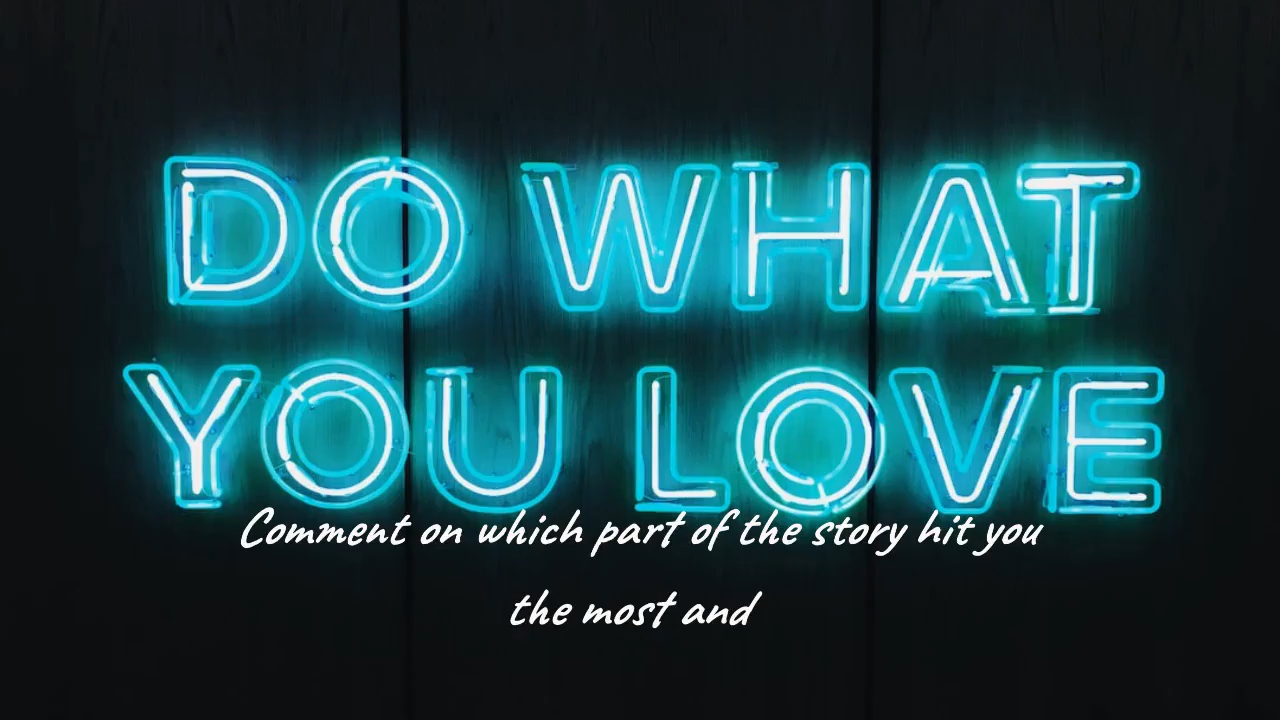 DO WHAT
YOU LOVE
Comment on which part of the story hit you
the most and